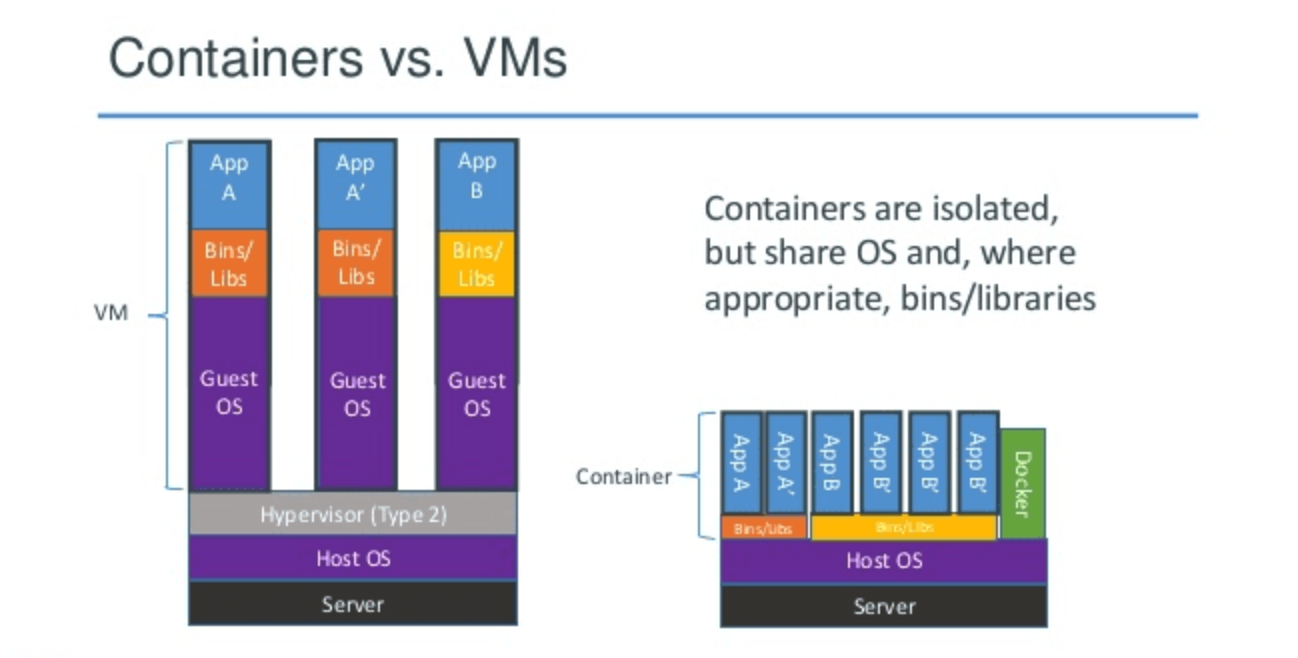 Containers vs. VMs
App
A
App
A’
App
B
Bins/
Libs
Bins/
Libs
Bins/
Libs
VM
Guest
OS
Guest
OS
Guest
OS
Hypervisor (Type 2)
Host OS
Server
Containers are isolated,
but share OS and, where
appropriate, bins/libraries
Container
App A
App A’
App B
App B’
App B’
App B’
Docker
Bins/Libs
Bins/Libs
Host OS
Server